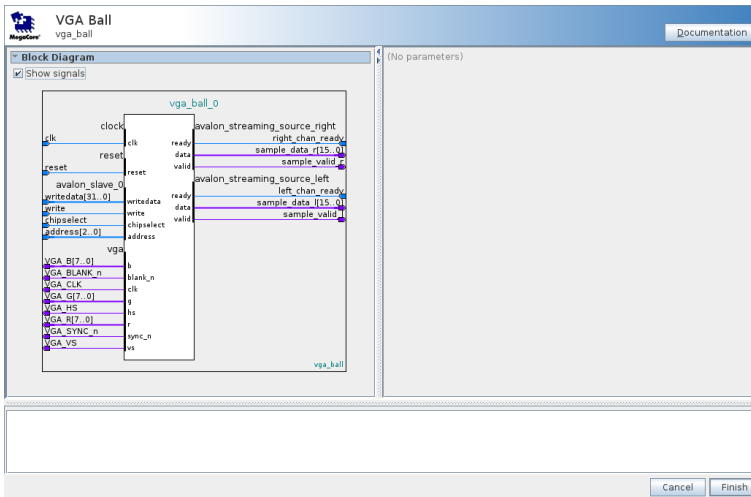 VGA Ball
vga_ball
MegaCore'
Documentation
Block Diagram
Show signals
(No parameters)
vga_ball_0
clock
clk
clk
reset
reset
reset
avalon_slave_0
writedata[31..0]
writedata
write
write
chipselect
chipselect
address[2..0]
address
vga
VGA_B[7..0]
b
VGA_BLANK_n
blank_n
VGA_CLK
clk
VGA_G[7..0]
g
VGA_HS
hs
VGA_R[7..0]
r
VGA_SYNC_n
sync_n
VGA_VS
vs
avalon_streaming_source_right
ready
right_chan_ready
data
sample_data_r[15..0]
valid
sample_valid_r
avalon_streaming_source_left
ready
left_chan_ready
data
sample_data_l[15..0]
valid
sample_valid_l
vga_ball
Cancel
Finish